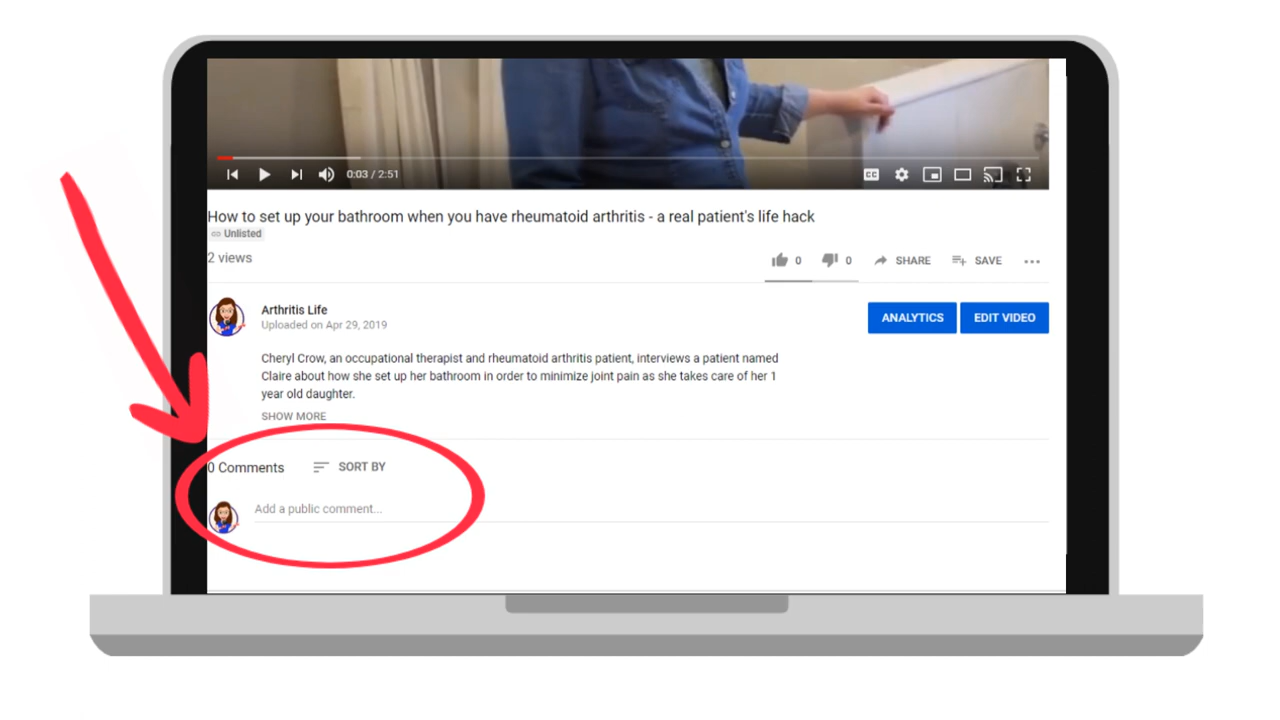 0:03 / 2:51
CC
How to set up your bathroom when you have rheumatoid arthritis - a real patient's life hack
Unlisted
2 views
0 0 SHARE SAVE
Arthritis Life
Uploaded on Apr 29, 2019
ANALYTICS EDIT VIDEO
Cheryl Crow, an occupational therapist and rheumatoid arthritis patient, interviews a patient named
Claire about how she set up her bathroom in order to minimize joint pain as she takes care of her 1
year old daughter.
SHOW MORE
0 Comments SORT BY
Add a public comment...